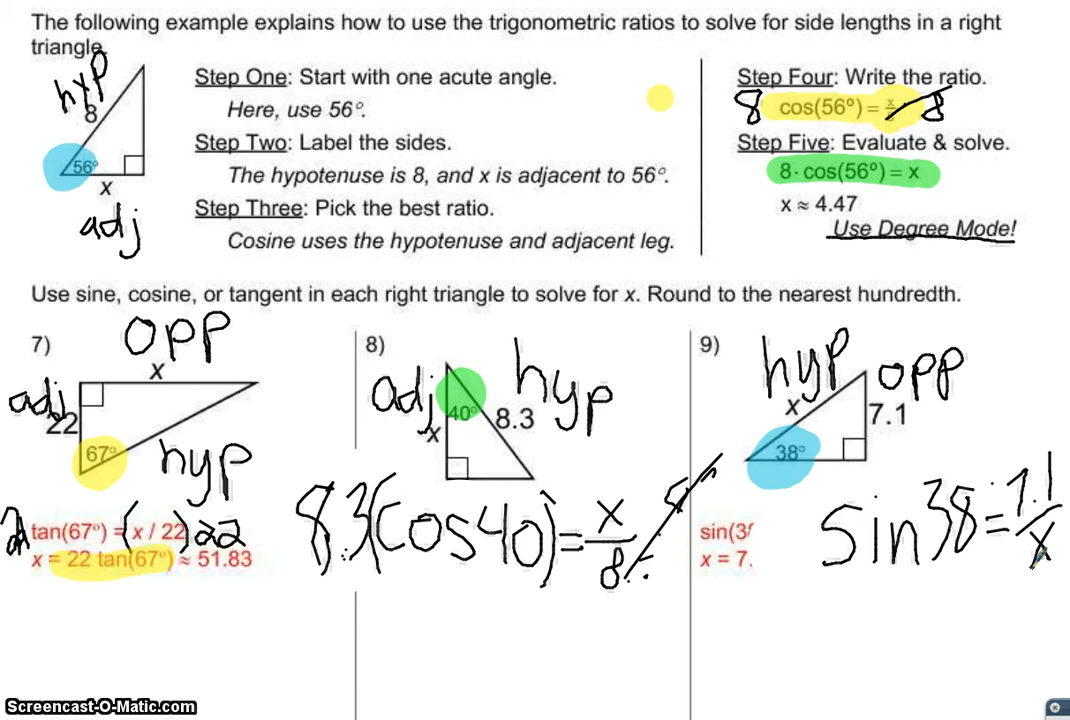 The following example explains how to use the trigonometric ratios to solve for side lengths in a right
triangle.
hyp
8
56°
x
adj
Step One: Start with one acute angle.
Here, use 56°.
Step Two: Label the sides.
The hypotenuse is 8, and x is adjacent to 56°.
Step Three: Pick the best ratio.
Cosine uses the hypotenuse and adjacent leg.
Step Four: Write the ratio.
8 cos(56°) = x 8
Step Five: Evaluate & solve.
8 · cos(56°) = x
x ≈ 4.47
Use Degree Mode!
Use sine, cosine, or tangent in each right triangle to solve for x. Round to the nearest hundredth.
7)
opp
x
adj
22
67°
hyp
22 tan(67°) = ( x / 22 ) 22
x = 22 tan(67°) ≈ 51.83
8)
adj
hyp
40°
8.3
x
8.3(cos40) = x/8.
9)
hyp
opp
x
7.1
38°
sin(3
x = 7.
sin38 = 7.1/x
Screencast-O-Matic.com